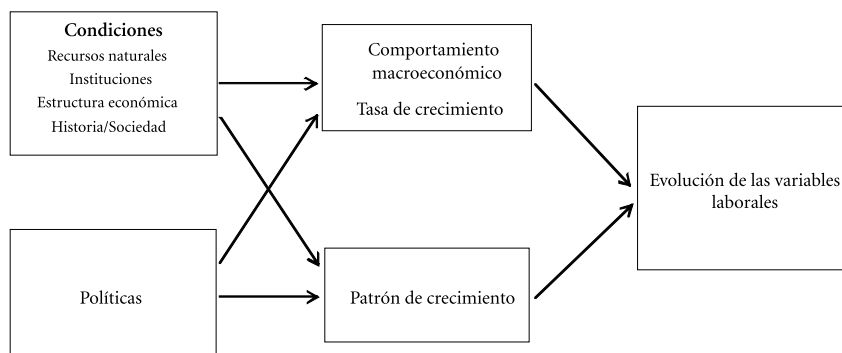 Condiciones
Recursos naturales
Instituciones
Estructura económica
Historia/Sociedad
Comportamiento
macroeconómico
Tasa de crecimiento
Evolución de las variables
laborales
Políticas
Patrón de crecimiento